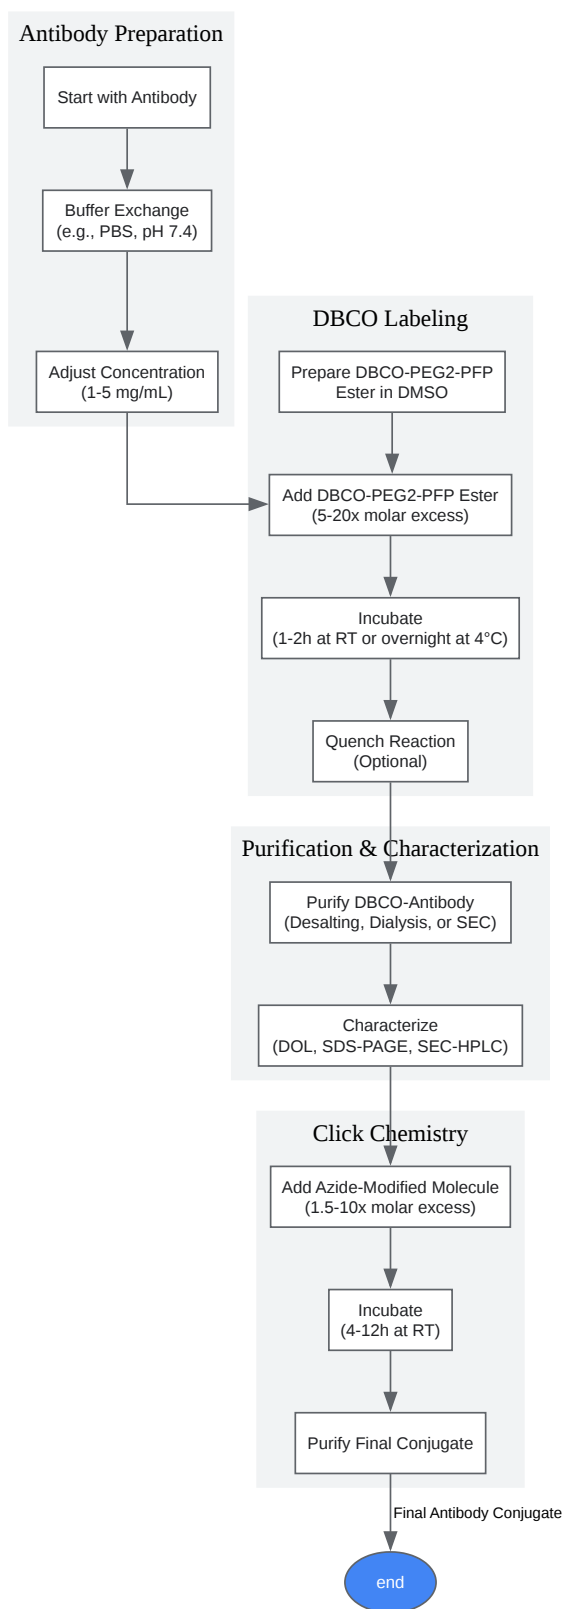 Antibody Preparation
Start with Antibody
Buffer Exchange
(e.g., PBS, pH 7.4)
Adjust Concentration
(1-5 mg/mL)
DBCO Labeling
Prepare DBCO-PEG2-PFP
Ester in DMSO
Add DBCO-PEG2-PFP Ester
(5-20x molar excess)
Incubate
(1-2h at RT or overnight at 4°C)
Quench Reaction
(Optional)
Purification & Characterization
Purify DBCO-Antibody
(Desalting, Dialysis, or SEC)
Characterize
(DOL, SDS-PAGE, SEC-HPLC)
Click Chemistry
Add Azide-Modified Molecule
(1.5-10x molar excess)
Incubate
(4-12h at RT)
Purify Final Conjugate
Final Antibody Conjugate
end